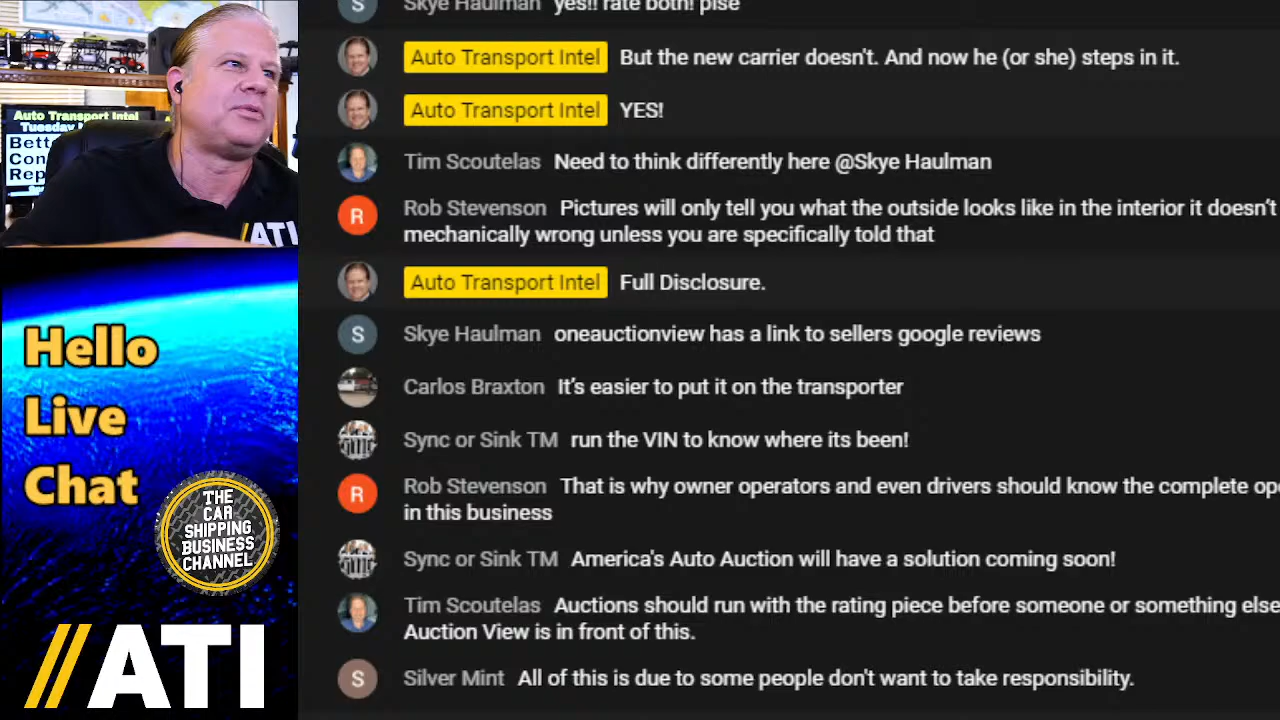 Auto Transport Intel
Tuesday
Bett
Con
Rep
//ATI
Hello
Live
Chat
THE
CAR
SHIPPING
BUSINESS
CHANNEL
//ATI
S Skye Haulman yes!! rate both! plse
Auto Transport Intel But the new carrier doesn't. And now he (or she) steps in it.
Auto Transport Intel YES!
Tim Scoutelas Need to think differently here @Skye Haulman
R Rob Stevenson Pictures will only tell you what the outside looks like in the interior it doesn't
mechanically wrong unless you are specifically told that
Auto Transport Intel Full Disclosure.
S Skye Haulman oneauctionview has a link to sellers google reviews
Carlos Braxton It's easier to put it on the transporter
Sync or Sink TM run the VIN to know where its been!
R Rob Stevenson That is why owner operators and even drivers should know the complete ope
in this business
Sync or Sink TM America's Auto Auction will have a solution coming soon!
Tim Scoutelas Auctions should run with the rating piece before someone or something else
Auction View is in front of this.
S Silver Mint All of this is due to some people don't want to take responsibility.